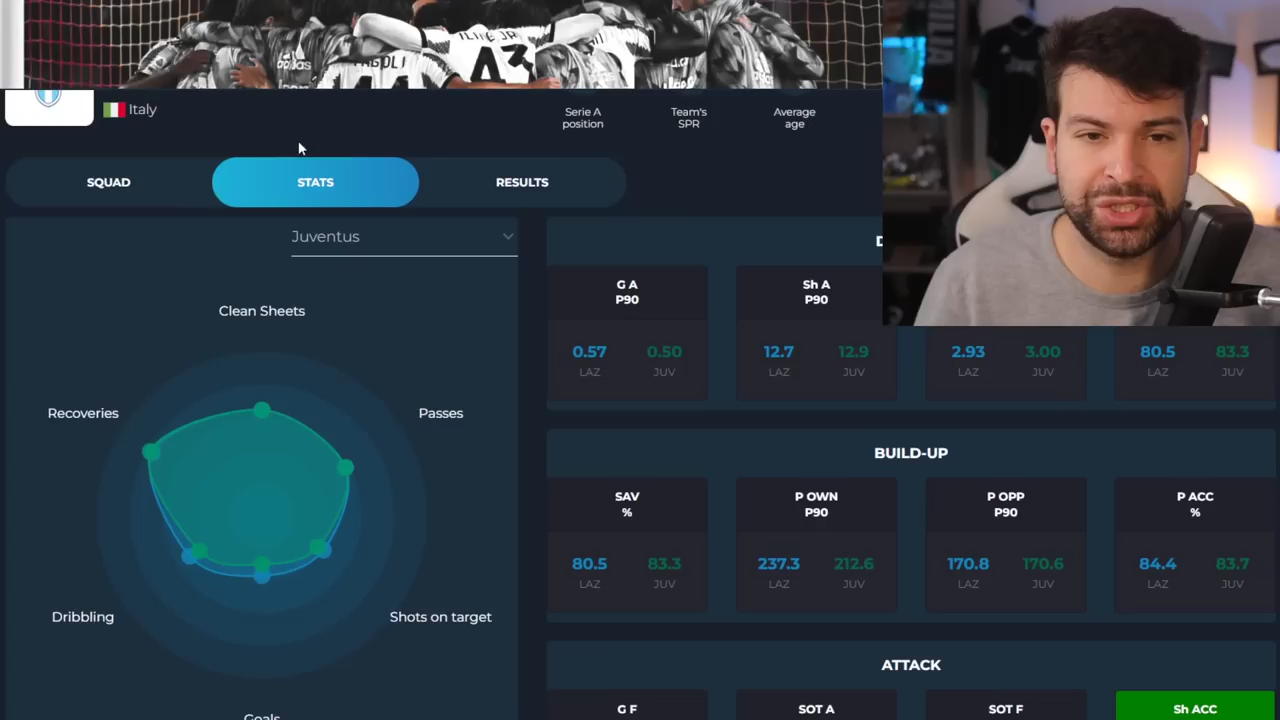 ILING JR
FAGIOLI
43
Italy
Serie A
position
Team's
SPR
Average
age
SQUAD
STATS
RESULTS
Juventus
Clean Sheets
Recoveries
Passes
Dribbling
Shots on target
Goals
D
G A
P90
0.57 0.50
LAZ JUV
Sh A
P90
12.7 12.9
LAZ JUV
2.93 3.00
LAZ JUV
80.5 83.3
LAZ JUV
BUILD-UP
SAV
%
80.5 83.3
LAZ JUV
P OWN
P90
237.3 212.6
LAZ JUV
P OPP
P90
170.8 170.6
LAZ JUV
P ACC
%
84.4 83.7
LAZ JUV
ATTACK
G F
SOT A
SOT F
Sh ACC